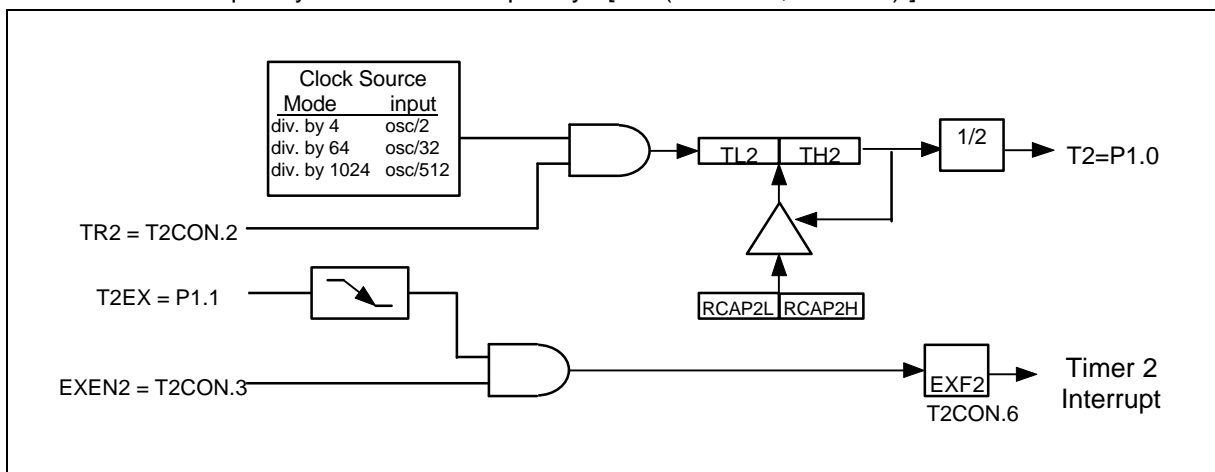 Clock Source
Mode input
div. by 4 osc/2
div. by 64 osc/32
div. by 1024 osc/512
TL2 TH2
1/2
T2=P1.0
TR2 = T2CON.2
T2EX = P1.1
RCAP2L RCAP2H
EXEN2 = T2CON.3
EXF2
T2CON.6
Timer 2
Interrupt